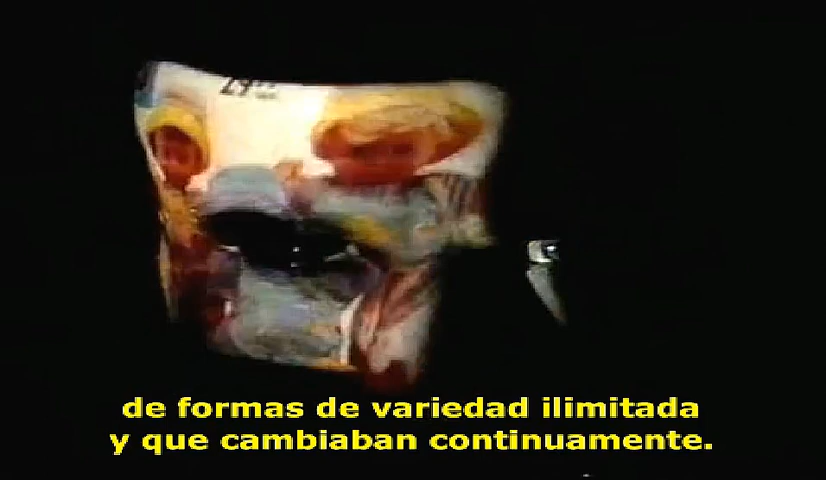 de formas de variedad ilimitada
y que cambiaban continuamente.